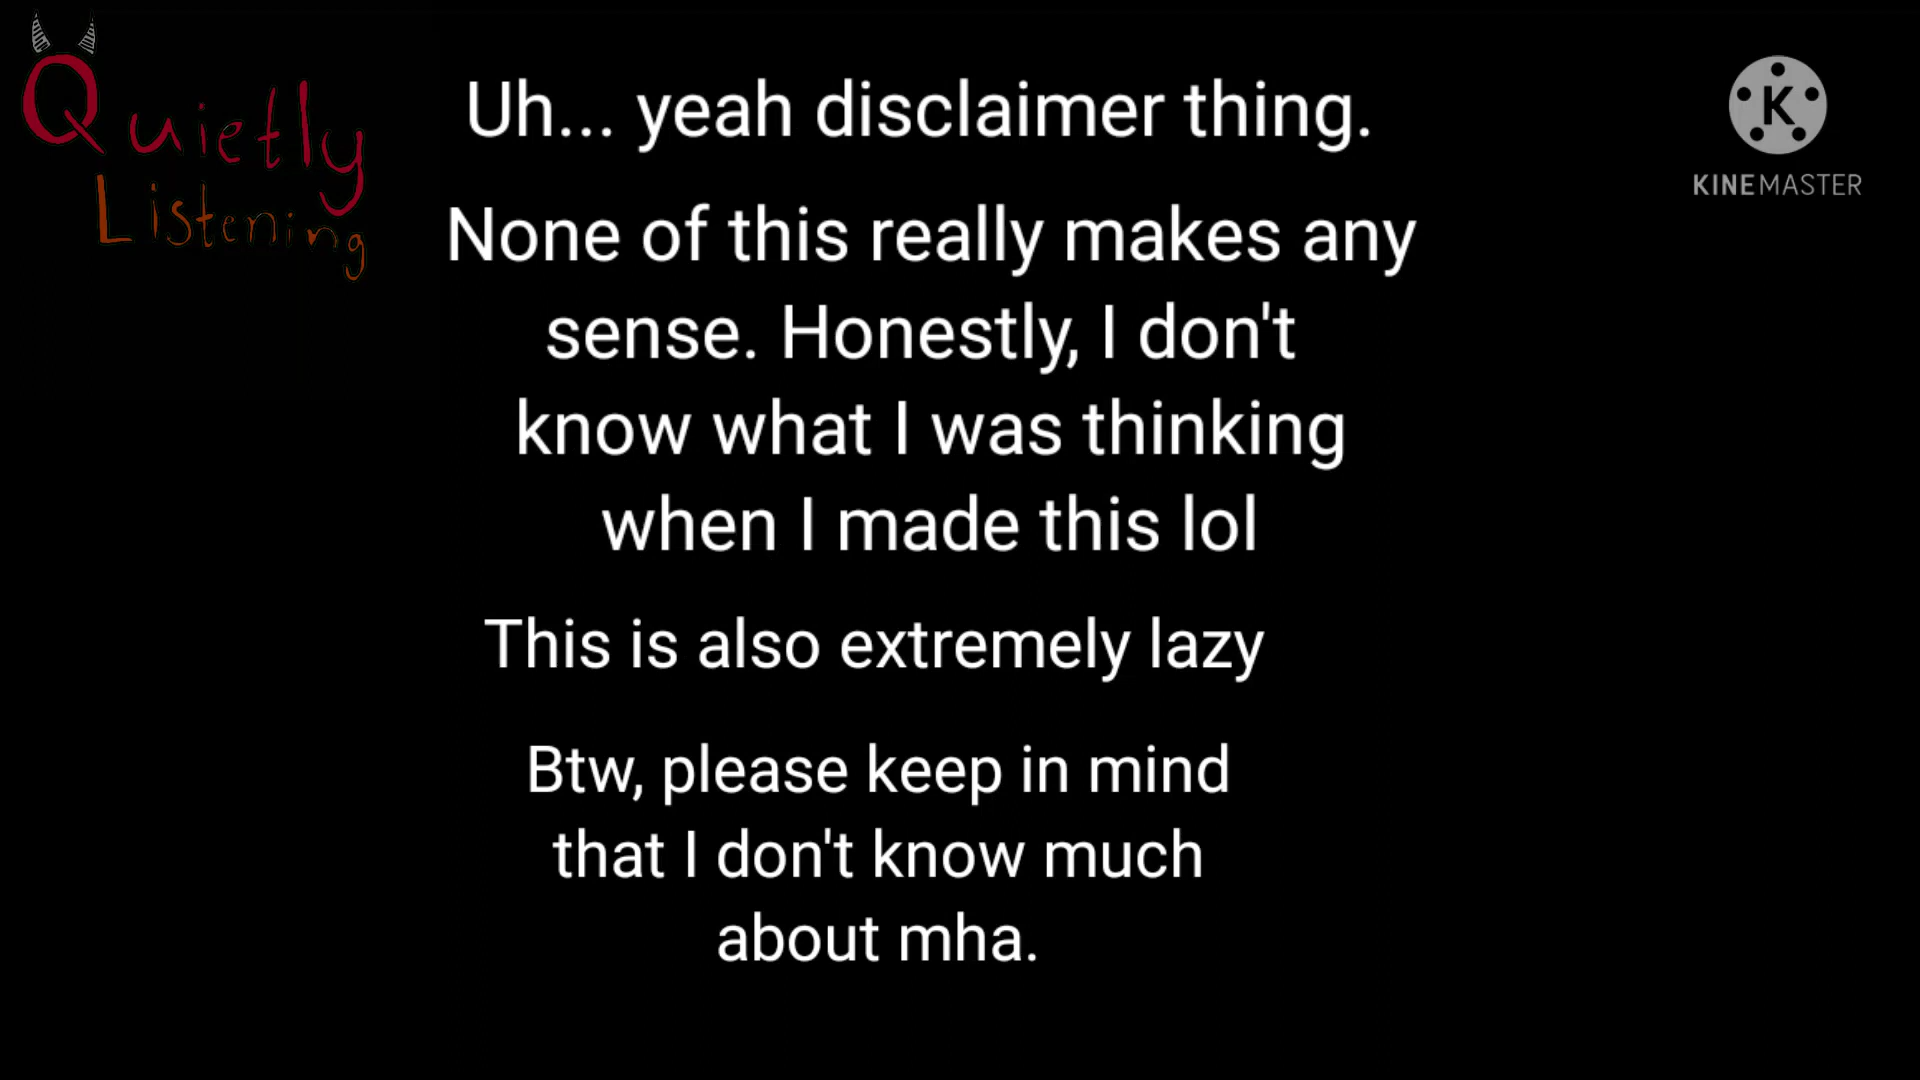 Quietly
Listening
Uh... yeah disclaimer thing.
None of this really makes any
sense. Honestly, I don't
know what I was thinking
when I made this lol
This is also extremely lazy
Btw, please keep in mind
that I don't know much
about mha.
K
KINEMASTER